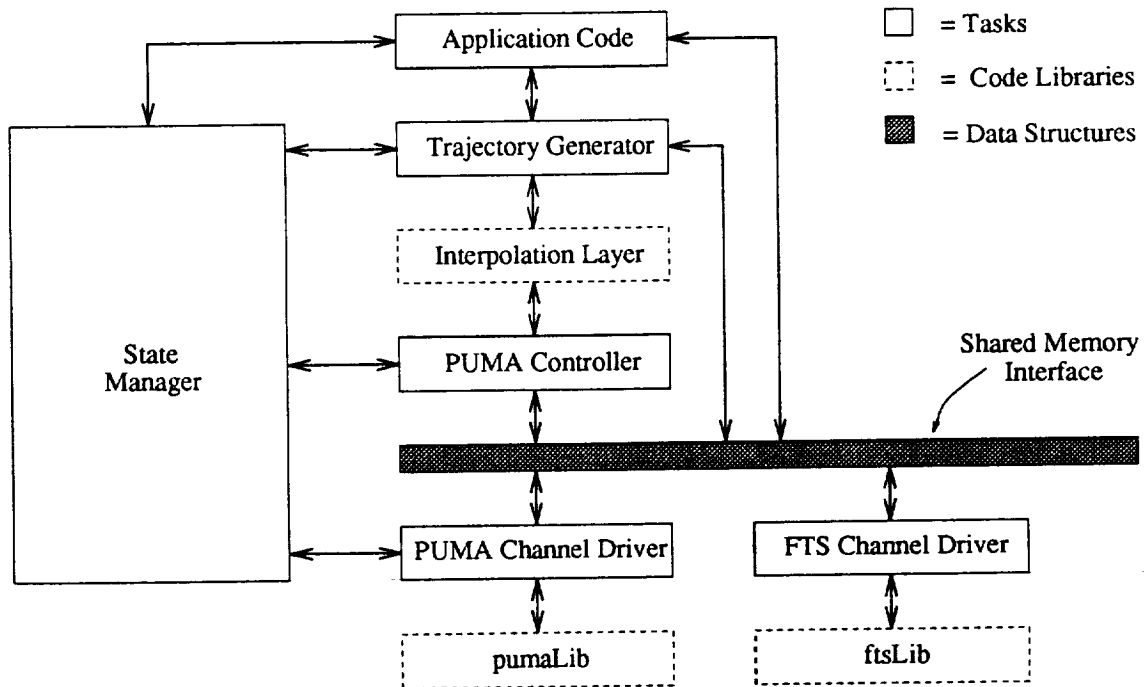 Application Code
= Tasks
= Code Libraries
= Data Structures
Trajectory Generator
Interpolation Layer
State
Manager
PUMA Controller
Shared Memory
Interface
PUMA Channel Driver
FTS Channel Driver
pumaLib
ftsLib